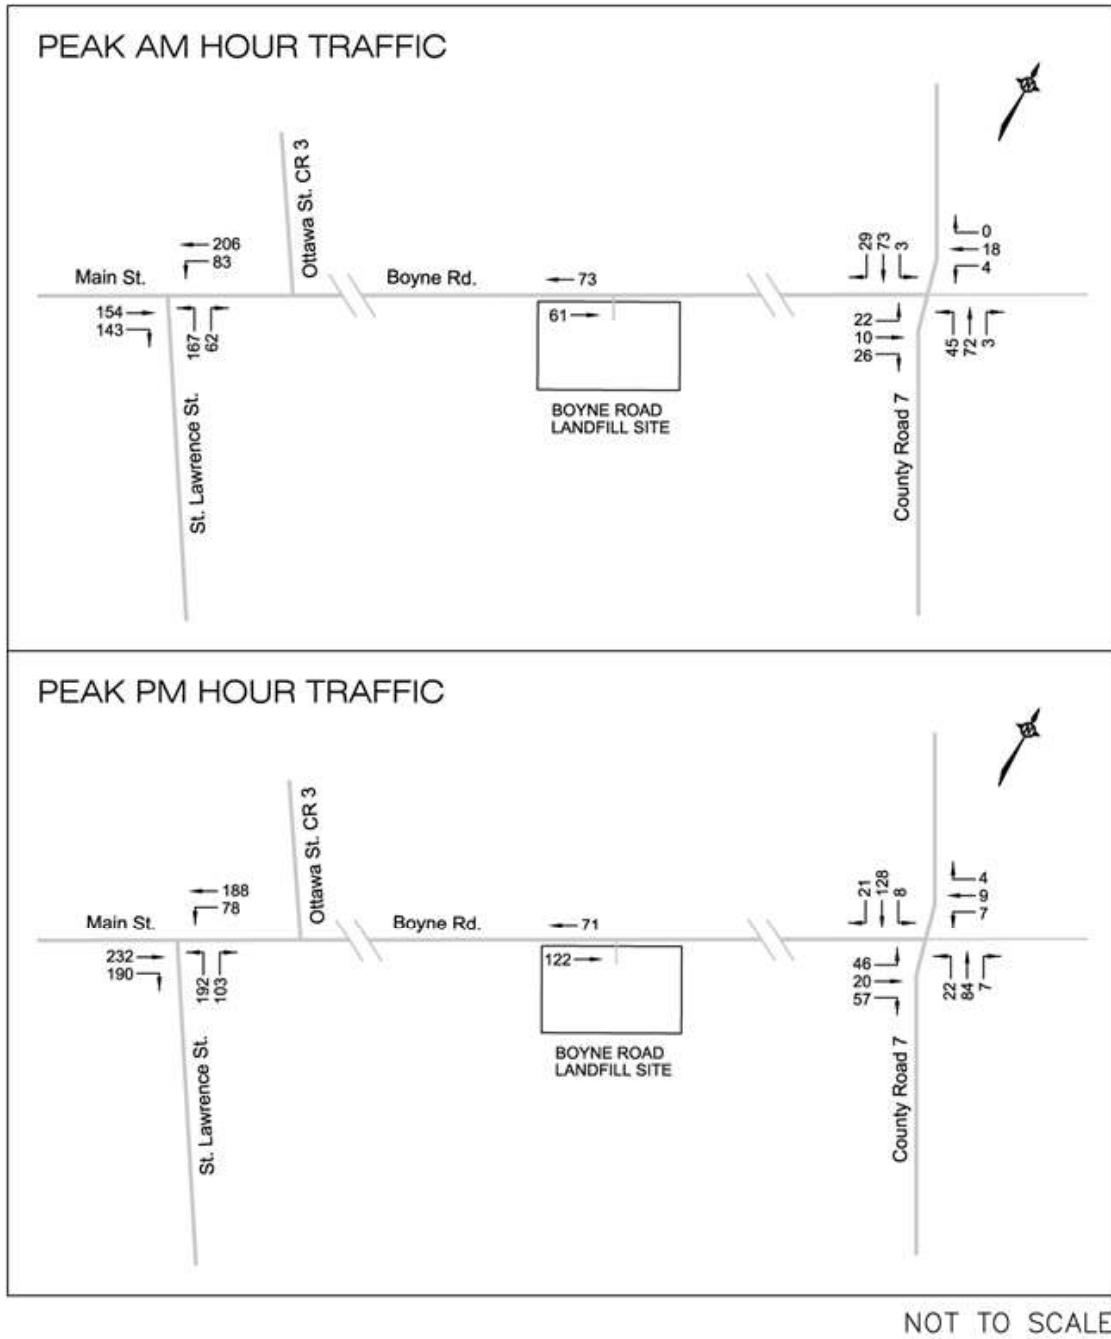 PEAK AM HOUR TRAFFIC
Ottawa St. CR 3
206
83
Main St.
154
143
167
62
St. Lawrence St.
Boyne Rd.
73
61
BOYNE ROAD
LANDFILL SITE
29
73
3
0
18
4
22
10
26
45
72
3
County Road 7
PEAK PM HOUR TRAFFIC
Ottawa St. CR 3
188
78
Main St.
232
190
192
103
St. Lawrence St.
Boyne Rd.
71
122
BOYNE ROAD
LANDFILL SITE
21
128
8
4
9
7
46
20
57
22
84
7
County Road 7
NOT TO SCALE